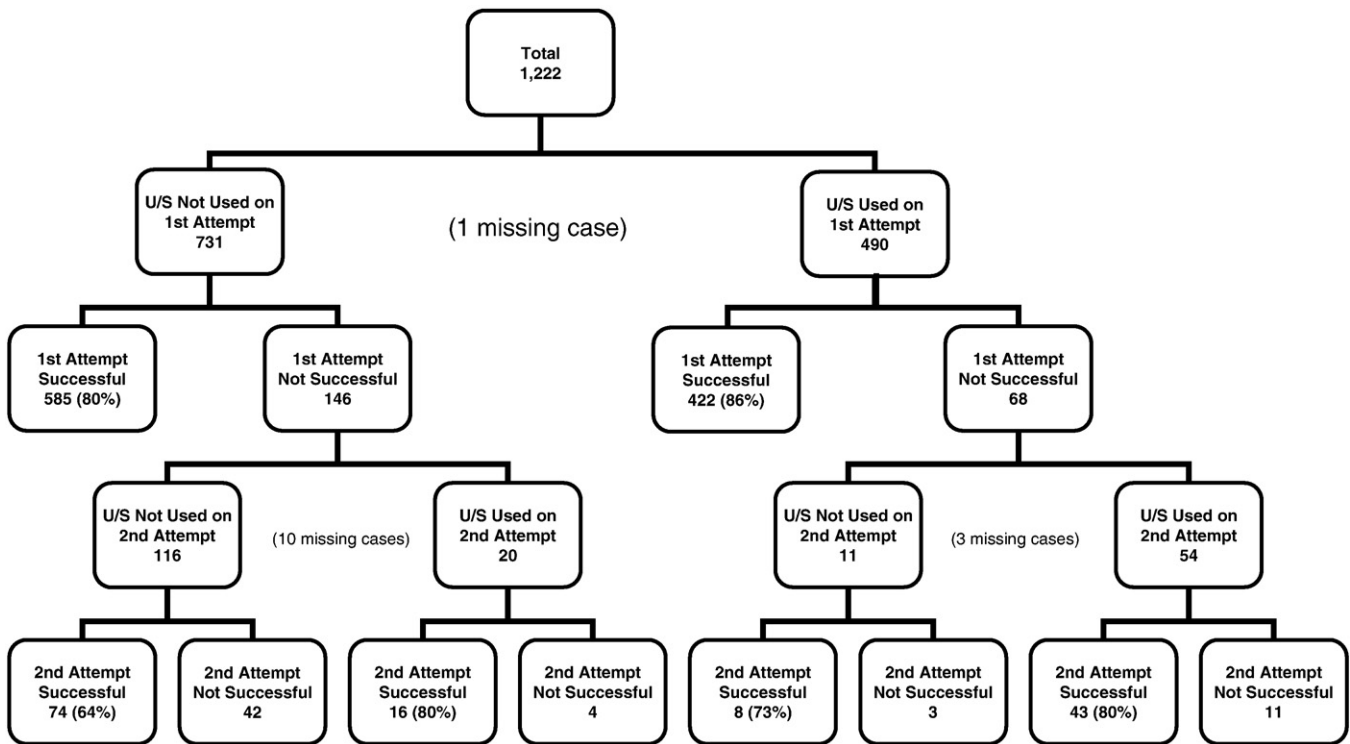 Total
1,222
U/S Not Used on
1st Attempt
731
(1 missing case)
U/S Used on
1st Attempt
490
1st Attempt
Successful
585 (80%)
1st Attempt
Not Successful
146
1st Attempt
Successful
422 (86%)
1st Attempt
Not Successful
68
U/S Not Used on
2nd Attempt
116
(10 missing cases)
U/S Used on
2nd Attempt
20
U/S Not Used on
2nd Attempt
11
(3 missing cases)
U/S Used on
2nd Attempt
54
2nd Attempt
Successful
74 (64%)
2nd Attempt
Not Successful
42
2nd Attempt
Successful
16 (80%)
2nd Attempt
Not Successful
4
2nd Attempt
Successful
8 (73%)
2nd Attempt
Not Successful
3
2nd Attempt
Successful
43 (80%)
2nd Attempt
Not Successful
11